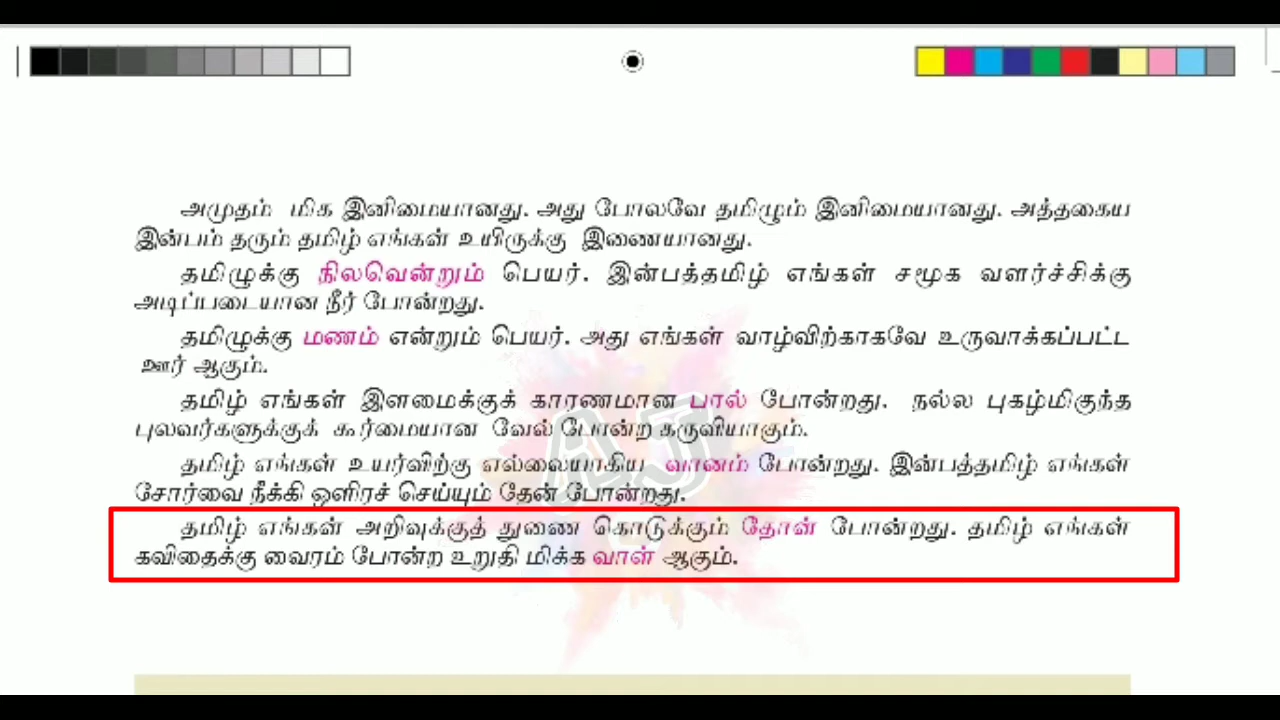 அமுதம் மிக இனிமையானது. அது போலவே தமிழும் இனிமையானது. அத்தகைய
இன்பம் தரும் தமிழ் எங்கள் உயிருக்கு இணையானது.
தமிழுக்கு நிலவென்றும் பெயர். இன்பத்தமிழ் எங்கள் சமூக வளர்ச்சிக்கு
அடிப்படையான நீர் போன்றது.
தமிழுக்கு மணம் என்றும் பெயர். அது எங்கள் வாழ்விற்காகவே உருவாக்கப்பட்ட
ஊர் ஆகும்.
தமிழ் எங்கள் இளமைக்குக் காரணமான பால் போன்றது. நல்ல புகழ்மிகுந்த
புலவர்களுக்குக் கூர்மையான வேல் போன்ற கருவியாகும்.
தமிழ் எங்கள் உயர்விற்கு எல்லையாகிய வானம் போன்றது. இன்பத்தமிழ் எங்கள்
சோர்வை நீக்கி ஒளிரச் செய்யும் தேன் போன்றது.
தமிழ் எங்கள் அறிவுக்குத் துணை கொடுக்கும் தோள் போன்றது. தமிழ் எங்கள்
கவிதைக்கு வைரம் போன்ற உறுதி மிக்க வாள் ஆகும்.
AJ